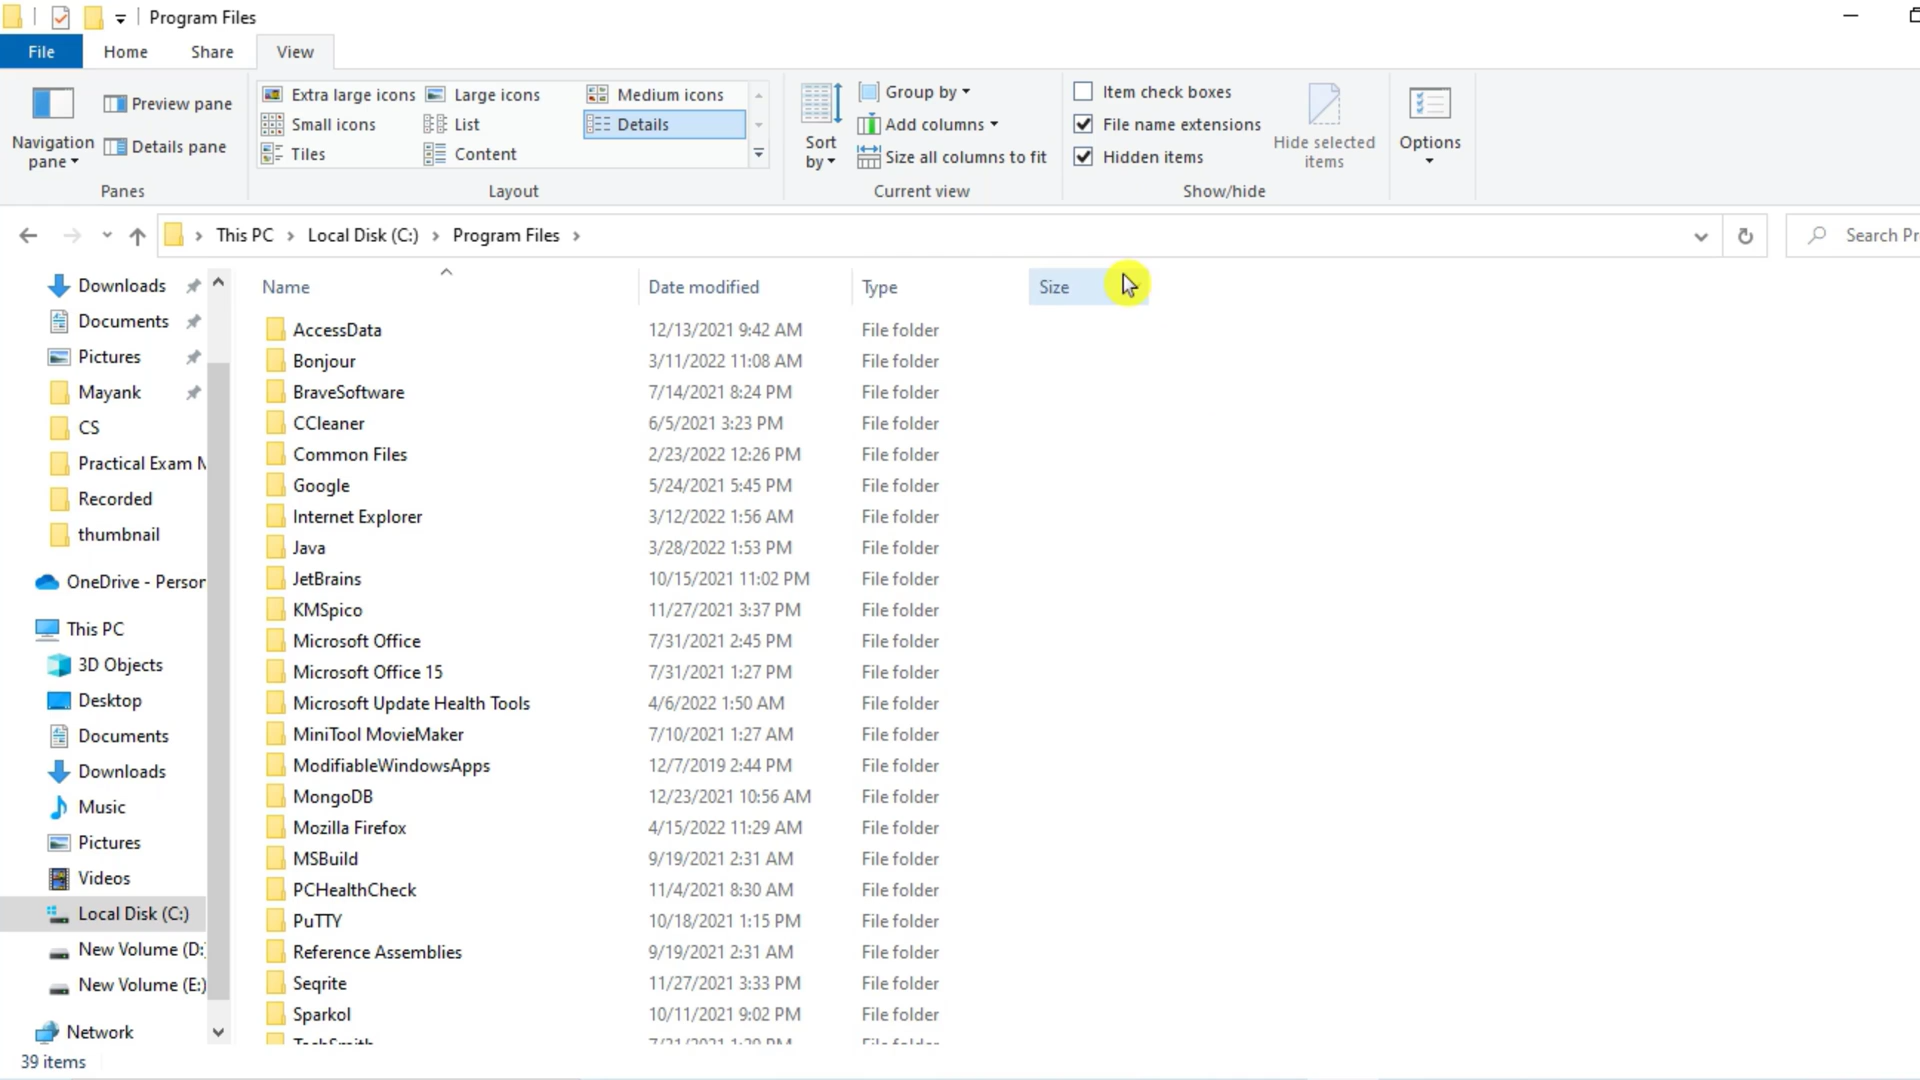 Program Files
File Home Share View
Navigation pane
Preview pane
Details pane
Panes
Extra large icons Large icons Medium icons
Small icons List Details
Tiles Content
Layout
Sort by
Group by
Add columns
Size all columns to fit
Current view
Item check boxes
File name extensions
Hidden items
Hide selected items
Show/hide
Options
This PC Local Disk (C:) Program Files
Search Pr
Downloads
Documents
Pictures
Mayank
CS
Practical Exam
Recorded
thumbnail
OneDrive - Person
This PC
3D Objects
Desktop
Documents
Downloads
Music
Pictures
Videos
Local Disk (C:)
New Volume (D:
New Volume (E:)
Network
Name Date modified Type Size
AccessData 12/13/2021 9:42 AM File folder
Bonjour 3/11/2022 11:08 AM File folder
BraveSoftware 7/14/2021 8:24 PM File folder
CCleaner 6/5/2021 3:23 PM File folder
Common Files 2/23/2022 12:26 PM File folder
Google 5/24/2021 5:45 PM File folder
Internet Explorer 3/12/2022 1:56 AM File folder
Java 3/28/2022 1:53 PM File folder
JetBrains 10/15/2021 11:02 PM File folder
KMSpico 11/27/2021 3:37 PM File folder
Microsoft Office 7/31/2021 2:45 PM File folder
Microsoft Office 15 7/31/2021 1:27 PM File folder
Microsoft Update Health Tools 4/6/2022 1:50 AM File folder
MiniTool MovieMaker 7/10/2021 1:27 AM File folder
ModifiableWindowsApps 12/7/2019 2:44 PM File folder
MongoDB 12/23/2021 10:56 AM File folder
Mozilla Firefox 4/15/2022 11:29 AM File folder
MSBuild 9/19/2021 2:31 AM File folder
PCHealthCheck 11/4/2021 8:30 AM File folder
PuTTY 10/18/2021 1:15 PM File folder
Reference Assemblies 9/19/2021 2:31 AM File folder
Seqrite 11/27/2021 3:33 PM File folder
Sparkol 10/11/2021 9:02 PM File folder
TechSmith File folder
39 items